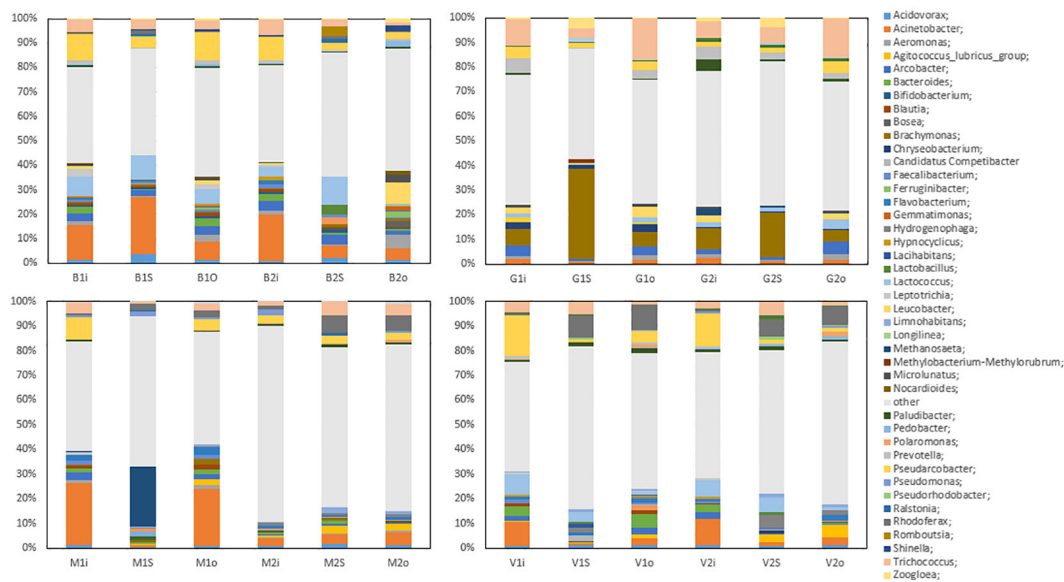 100%
90%
80%
70%
60%
50%
40%
30%
20%
10%
0%
B1i B1S B1O B2i B2S B2o
100%
90%
80%
70%
60%
50%
40%
30%
20%
10%
0%
G1i G1S G1o G2i G2S G2o
100%
90%
80%
70%
60%
50%
40%
30%
20%
10%
0%
M1i M1S M1o M2i M2S M2o
100%
90%
80%
70%
60%
50%
40%
30%
20%
10%
0%
V1i V1S V1o V2i V2S V2o
Acidovorax;
Acinetobacter;
Aeromonas;
Agitococcus_lubricus_group;
Arcobacter;
Bacteroides;
Bifidobacterium;
Blautia;
Bosea;
Brachymonas;
Chryseobacterium;
Candidatus Competibacter
Faecalibacterium;
Ferruginibacter;
Flavobacterium;
Gemmatimonas;
Hydrogenophaga;
Hypnocyclicus;
Lacihabitans;
Lactobacillus;
Lactococcus;
Leptotrichia;
Leucobacter;
Limnohabitans;
Longilinea;
Methanosaeta;
Methylobacterium-Methylorubrum;
Microlunatus;
Nocardioides;
other
Paludibacter;
Pedobacter;
Polaromonas;
Prevotella;
Pseudarcobacter;
Pseudomonas;
Pseudorhodobacter;
Ralstonia;
Rhodoferax;
Romboutsia;
Shinella;
Trichococcus;
Zoogloea;